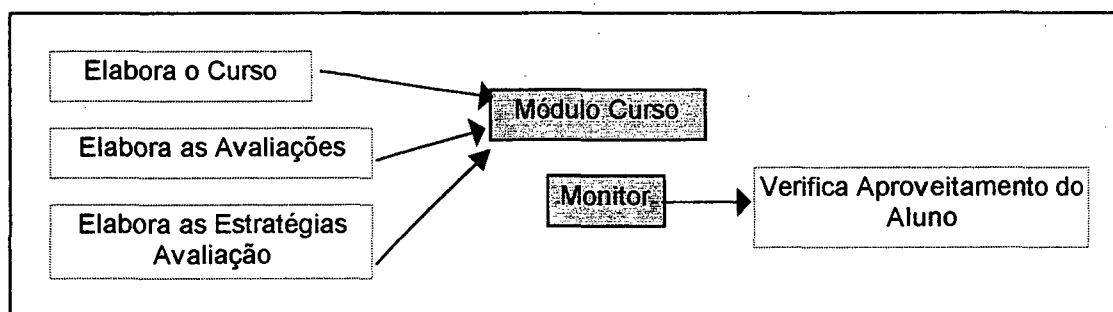 Elabora o Curso
Módulo Curso
Elabora as Avaliações
Monitor
Verifica Aproveitamento do
Aluno
Elabora as Estratégias
Avaliação